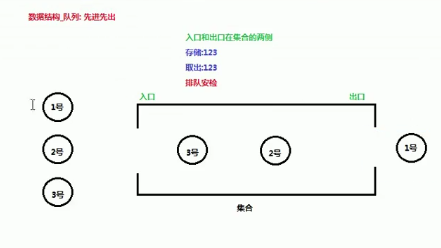 数据结构_队列: 先进先出
入口和出口在集合的两侧
存储:123
取出:123
排队安检
入口
出口
1号
2号
3号
3号
2号
1号
集合